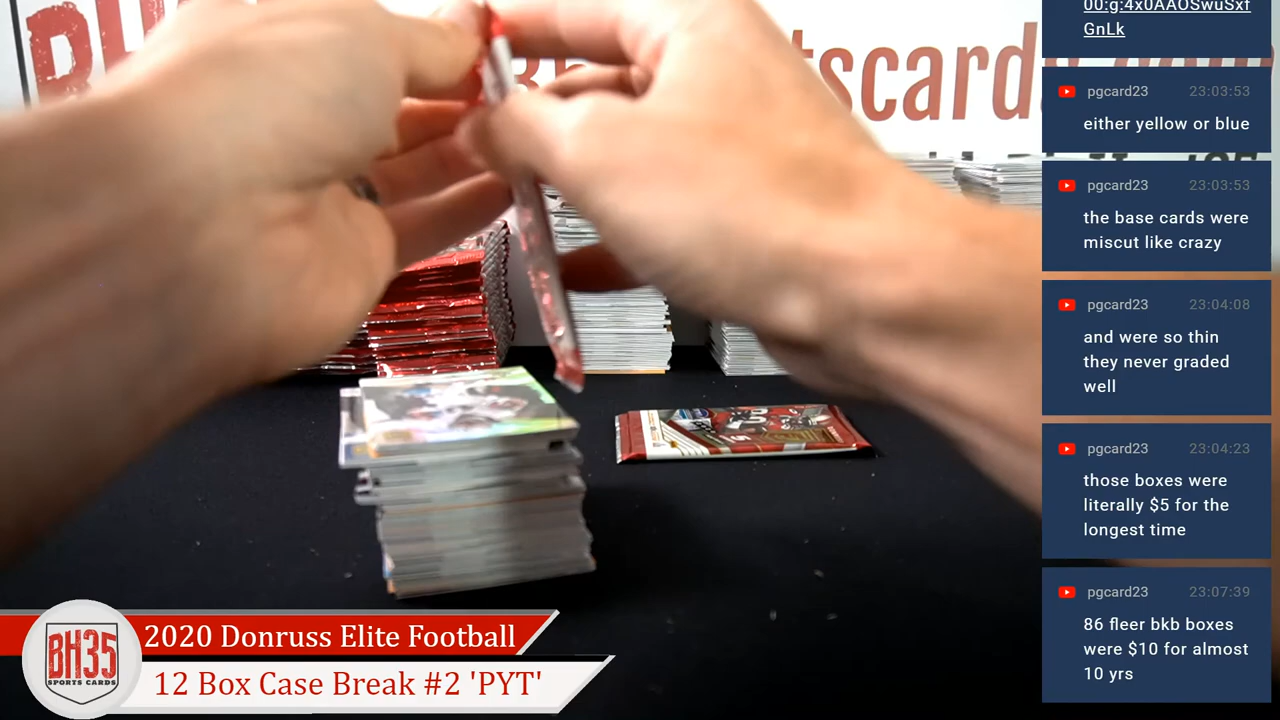 BH3
tscard
00:g:4x0AAOSwuSxf
GnLk
pgcard23 23:03:53
either yellow or blue
pgcard23 23:03:53
the base cards were
miscut like crazy
pgcard23 23:04:08
and were so thin
they never graded
well
pgcard23 23:04:23
those boxes were
literally $5 for the
longest time
pgcard23 23:07:39
86 fleer bkb boxes
were $10 for almost
10 yrs
BH35
SPORTS CARDS
2020 Donruss Elite Football
12 Box Case Break #2 'PYT'